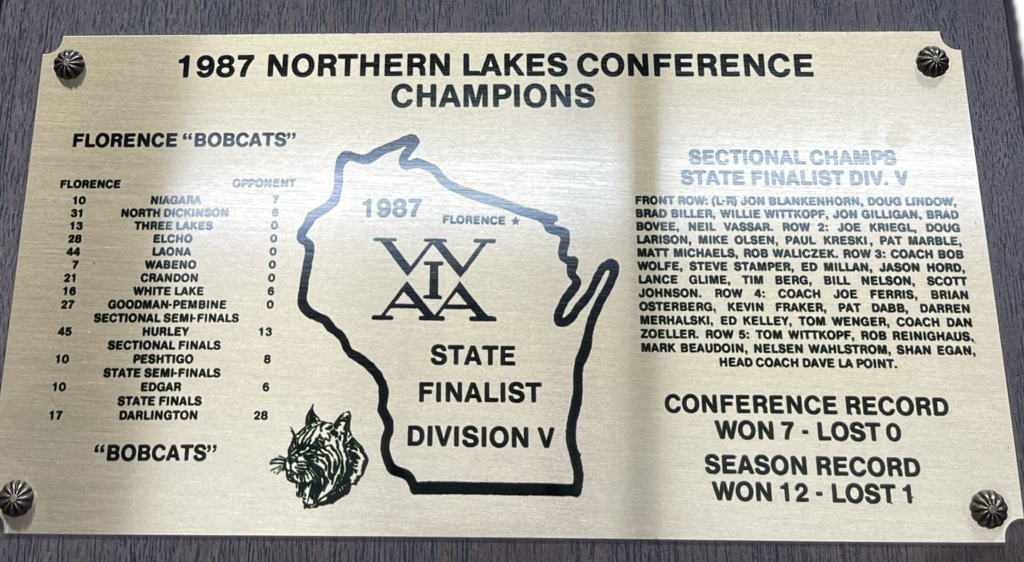 1987 NORTHERN LAKES CONFERENCE
CHAMPIONS
FLORENCE "BOBCATS"
FLORENCE OPPONENT
10 NIAGARA 7
31 NORTH DICKINSON 6
13 THREE LAKES 0
28 ELCHO 0
44 LAONA 0
7 WABENO 0
21 CRANDON 0
16 WHITE LAKE 6
27 GOODMAN-PEMBINE 0
SECTIONAL SEMI-FINALS
45 HURLEY 13
SECTIONAL FINALS
10 PESHTIGO 8
STATE SEMI-FINALS
10 EDGAR 6
STATE FINALS
17 DARLINGTON 28
"BOBCATS"
1987
FLORENCE ★
WIAA
STATE
FINALIST
DIVISION V
SECTIONAL CHAMPS
STATE FINALIST DIV. V
FRONT ROW: (L-R) JON BLANKENHORN, DOUG LINDOW,
BRAD BILLER, WILLIE WITTKOPF, JON GILLIGAN, BRAD
BOVEE, NEIL VASSAR. ROW 2: JOE KRIEGL, DOUG
LARISON, MIKE OLSEN, PAUL KRESKI, PAT MARBLE,
MATT MICHAELS, ROB WALICZEK. ROW 3: COACH BOB
WOLFE, STEVE STAMPER, ED MILLAN, JASON HORD,
LANCE GLIME, TIM BERG, BILL NELSON, SCOTT
JOHNSON. ROW 4: COACH JOE FERRIS, BRIAN
OSTERBERG, KEVIN FRAKER, PAT DABB, DARREN
MERHALSKI, ED KELLEY, TOM WENGER, COACH DAN
ZOELLER. ROW 5: TOM WITTKOPF, ROB REINIGHAUS,
MARK BEAUDOIN, NELSEN WAHLSTROM, SHAN EGAN,
HEAD COACH DAVE LA POINT.
CONFERENCE RECORD
WON 7 - LOST 0
SEASON RECORD
WON 12 - LOST 1